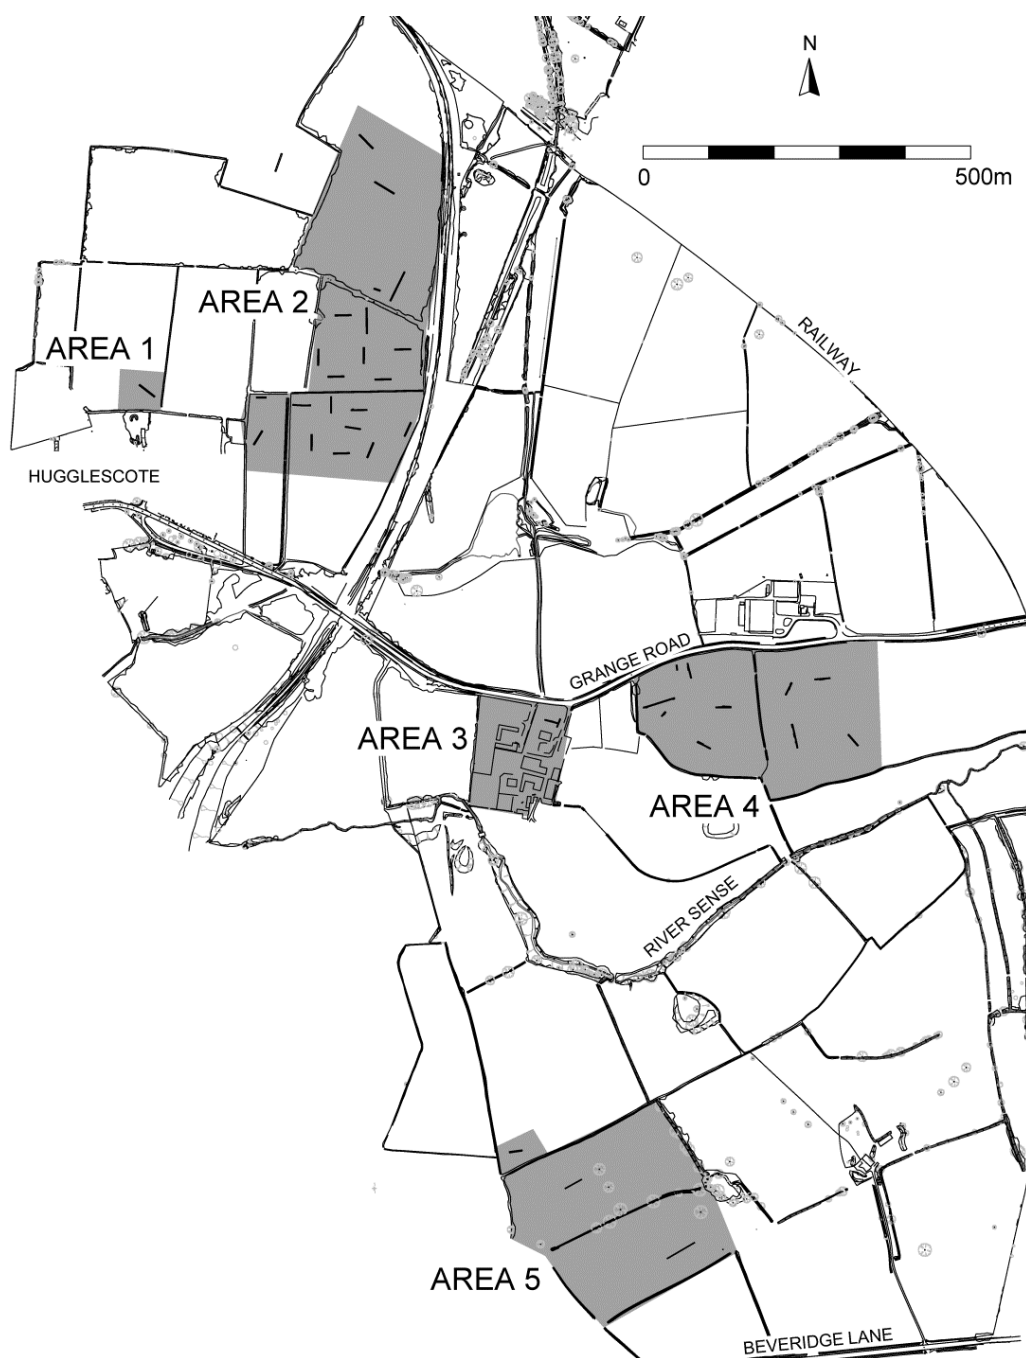 N
0
500m
AREA 2
RAILWAY
AREA 1
HUGGLESCOTE
GRANGE ROAD
AREA 3
AREA 4
RIVER SENSE
AREA 5
BEVERIDGE LANE